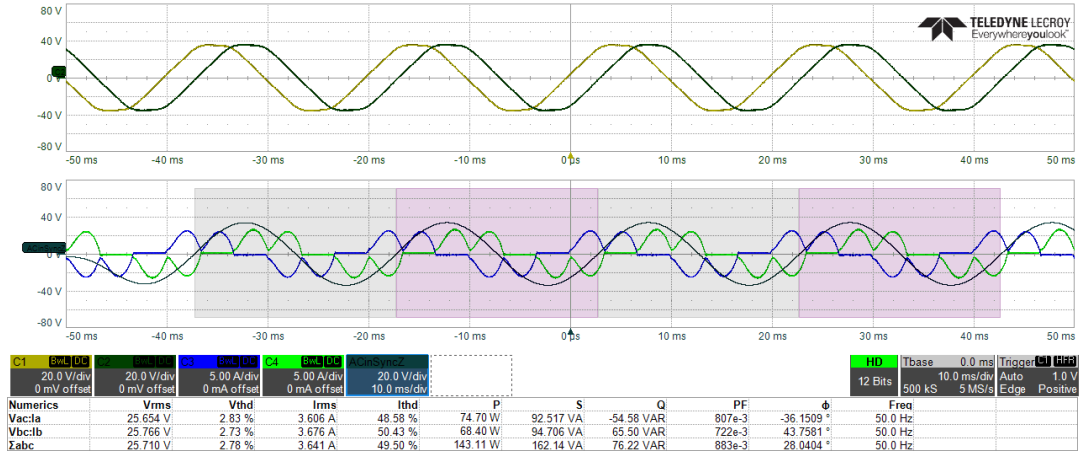 80 V
TELEDYNE LECROY
Everywhereyoulook™
40 V
0 V
-40 V
-80 V
-50 ms -40 ms -30 ms -20 ms -10 ms 0 µs 10 ms 20 ms 30 ms 40 ms 50 ms
80 V
40 V
ACinSyncZ
0 V
-40 V
-80 V
-50 ms -40 ms -30 ms -20 ms -10 ms 0 µs 10 ms 20 ms 30 ms 40 ms 50 ms
C1 BwL DC C2 BwL DC C3 BwL DC C4 BwL DC ACinSyncZ HD Tbase 0.0 ms Trigger C1 HFR
20.0 V/div 20.0 V/div 5.00 A/div 5.00 A/div 20.0 V/div 12 Bits 10.0 ms/div Auto 1.0 V
0 mV offset 0 mV offset 0 mA offset 0 mA offset 10.0 ms/div 500 kS 5 MS/s Edge Positive
Numerics Vrms Vthd Irms Ithd P S Q PF ϕ Freq
Vac:Ia 25.654 V 2.83 % 3.606 A 48.58 % 74.70 W 92.517 VA -54.58 VAR 807e-3 -36.1509 ° 50.0 Hz
Vbc:Ib 25.766 V 2.73 % 3.676 A 50.43 % 68.40 W 94.706 VA 65.50 VAR 722e-3 43.7581 ° 50.0 Hz
Σabc 25.710 V 2.78 % 3.641 A 49.50 % 143.11 W 162.14 VA 76.22 VAR 883e-3 28.0404 ° 50.0 Hz